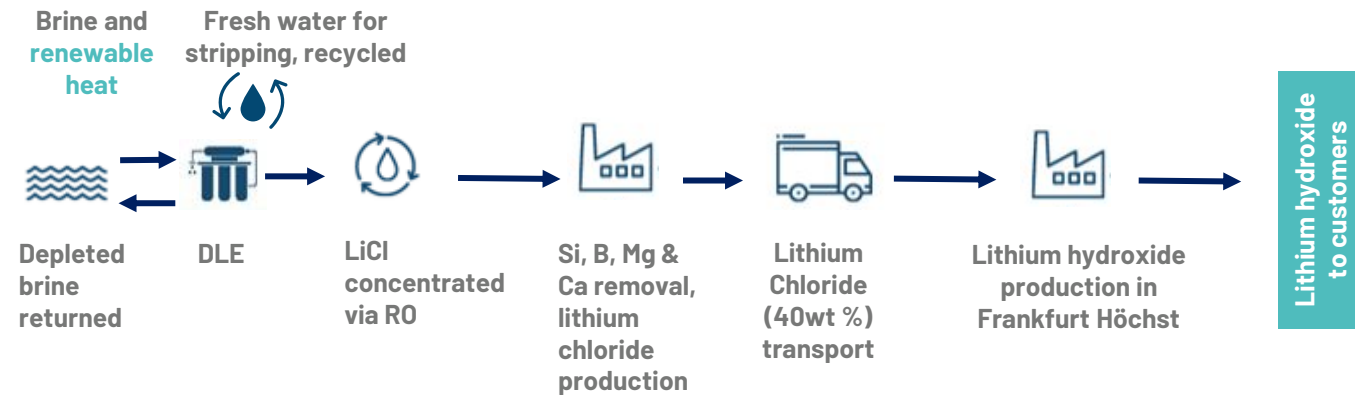 Brine and
renewable
heat
Fresh water for
stripping, recycled
Depleted
brine
returned
DLE
LiCl
concentrated
via RO
Si, B, Mg &
Ca removal,
lithium
chloride
production
Lithium
Chloride
(40wt %)
transport
Lithium hydroxide
production in
Frankfurt Höchst
Lithium hydroxide
to customers